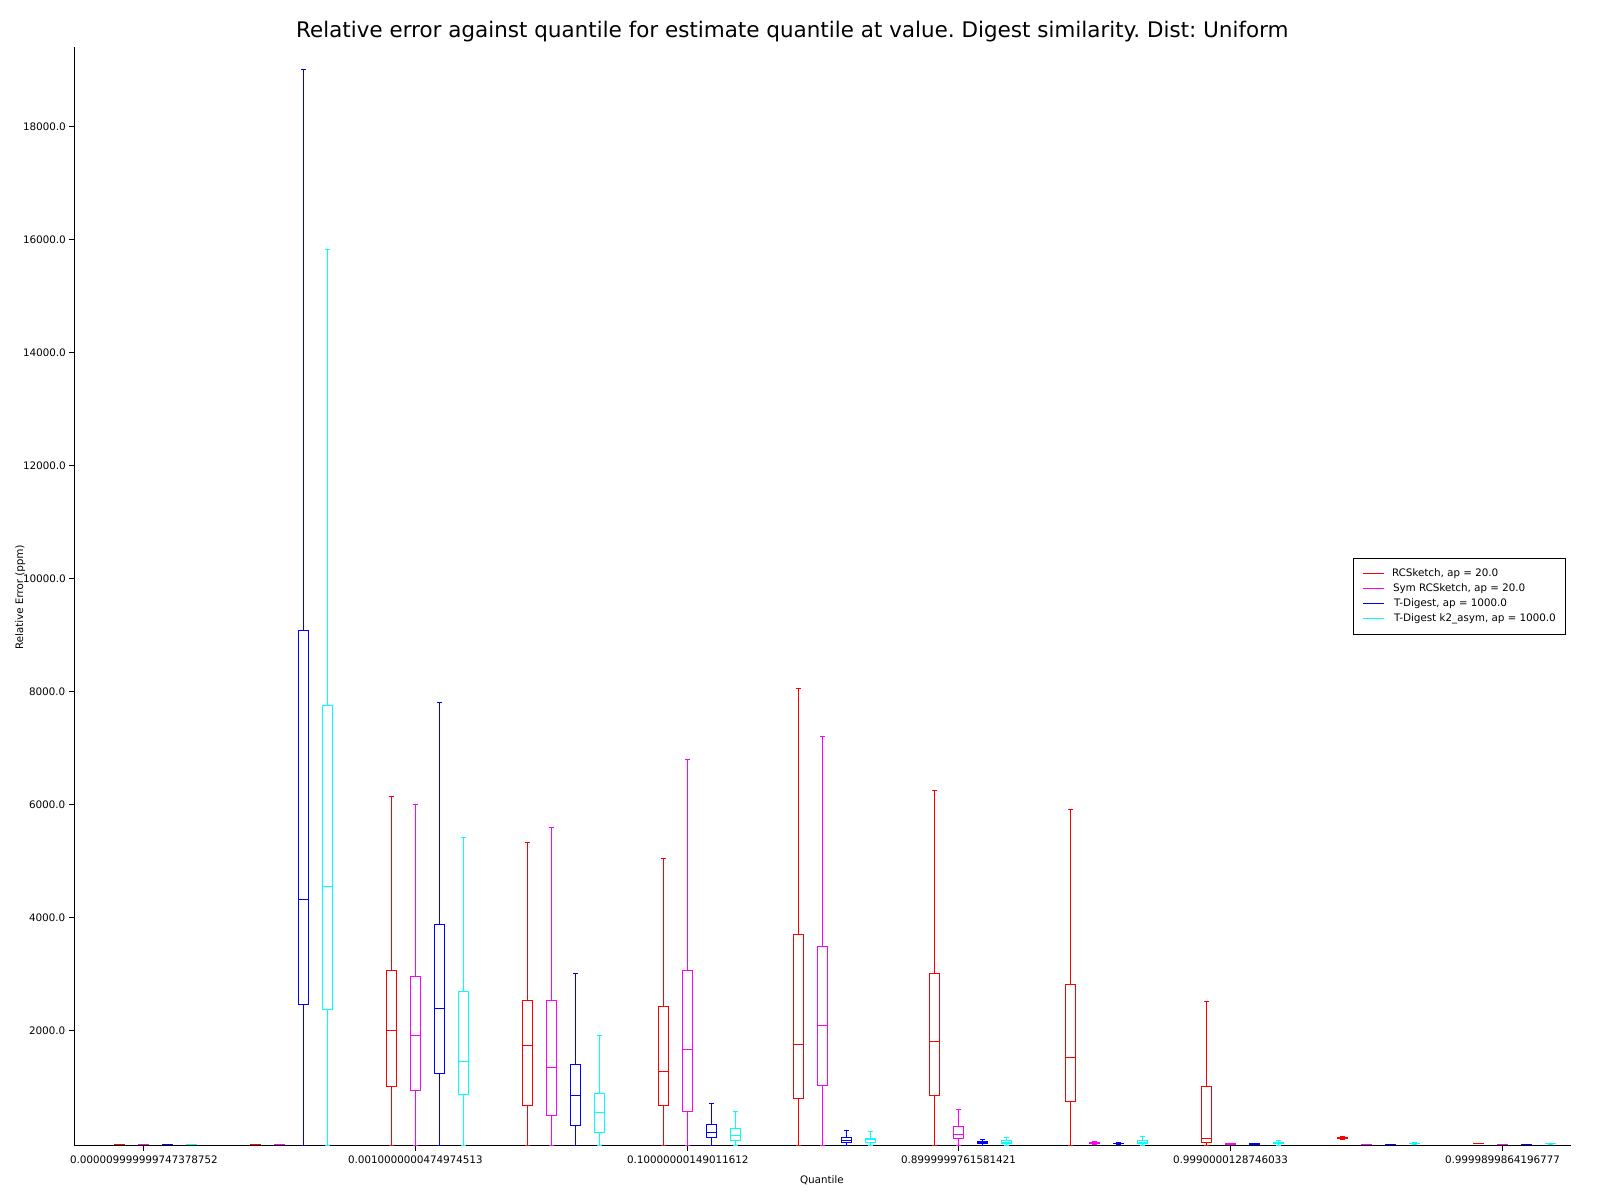 Relative error against quantile for estimate quantile at value. Digest similarity. Dist: Uniform
18000.0
16000.0
14000.0
12000.0
10000.0
8000.0
6000.0
4000.0
2000.0
Relative Error (ppm)
RCSketch, ap = 20.0
Sym RCSketch, ap = 20.0
T-Digest, ap = 1000.0
T-Digest k2_asym, ap = 1000.0
0.000009999999747378752
0.001000000474974513
0.10000000149011612
0.8999999761581421
0.9990000128746033
0.9999899864196777
Quantile